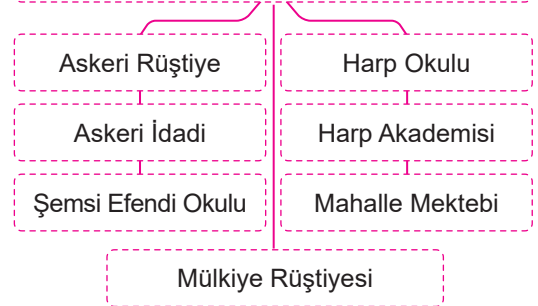 Askeri Rüştiye
Harp Okulu
Askeri İdadi
Harp Akademisi
Şemsi Efendi Okulu
Mahalle Mektebi
Mülkiye Rüştiyesi